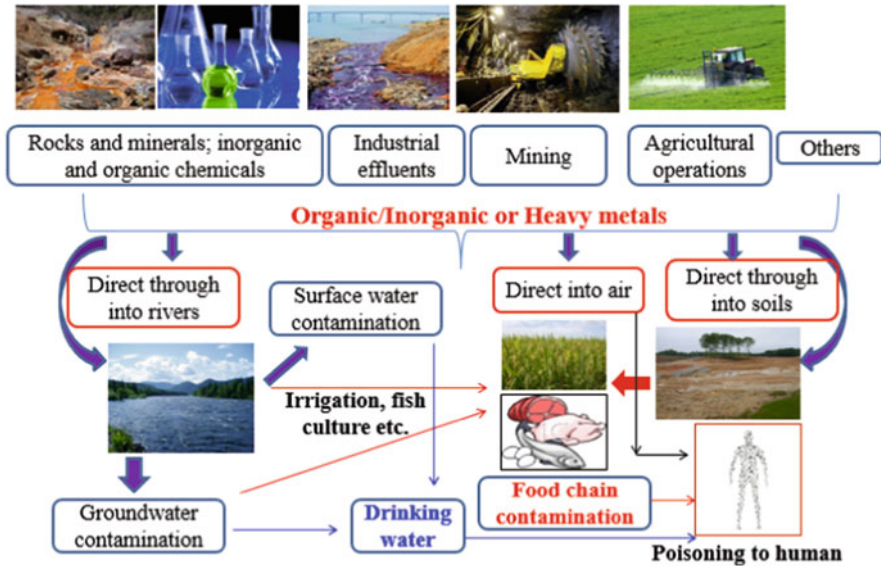 Rocks and minerals; inorganic
and organic chemicals
Industrial
effluents
Mining
Agricultural
operations
Others
Organic/Inorganic or Heavy metals
Direct through
into rivers
Surface water
contamination
Direct into air
Direct through
into soils
Irrigation, fish
culture etc.
Groundwater
contamination
Drinking
water
Food chain
contamination
Poisoning to human